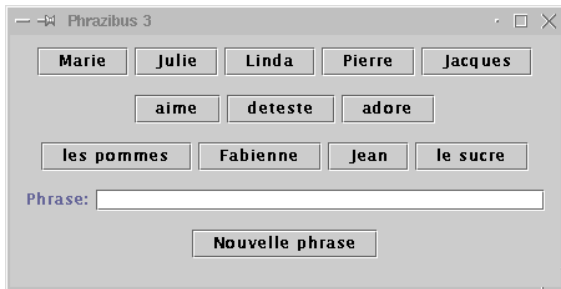 Phrazibus 3
Marie Julie Linda Pierre Jacques
aime deteste adore
les pommes Fabienne Jean le sucre
Phrase:
Nouvelle phrase